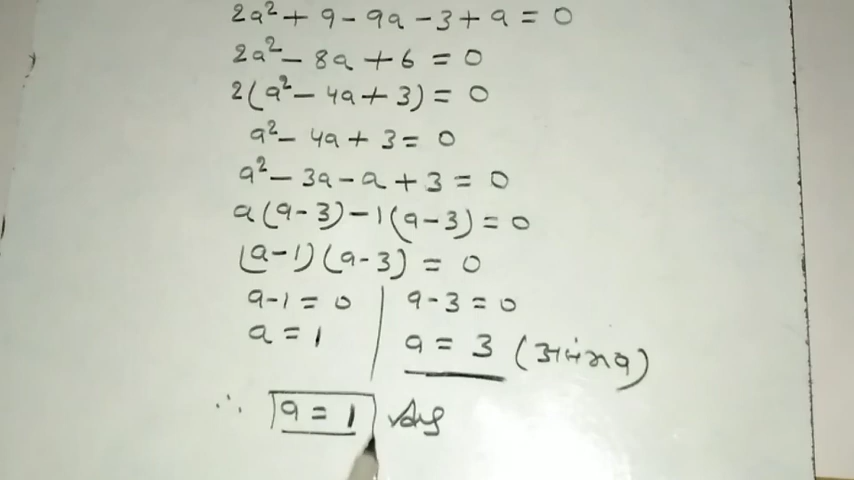 2a² + 9 - 9a - 3 + a = 0
2a² - 8a + 6 = 0
2(a² - 4a + 3) = 0
a² - 4a + 3 = 0
a² - 3a - a + 3 = 0
a(a - 3) - 1(a - 3) = 0
(a - 1)(a - 3) = 0
a - 1 = 0 | a - 3 = 0
a = 1 | a = 3 (असंभव)
∴ a = 1 Ans